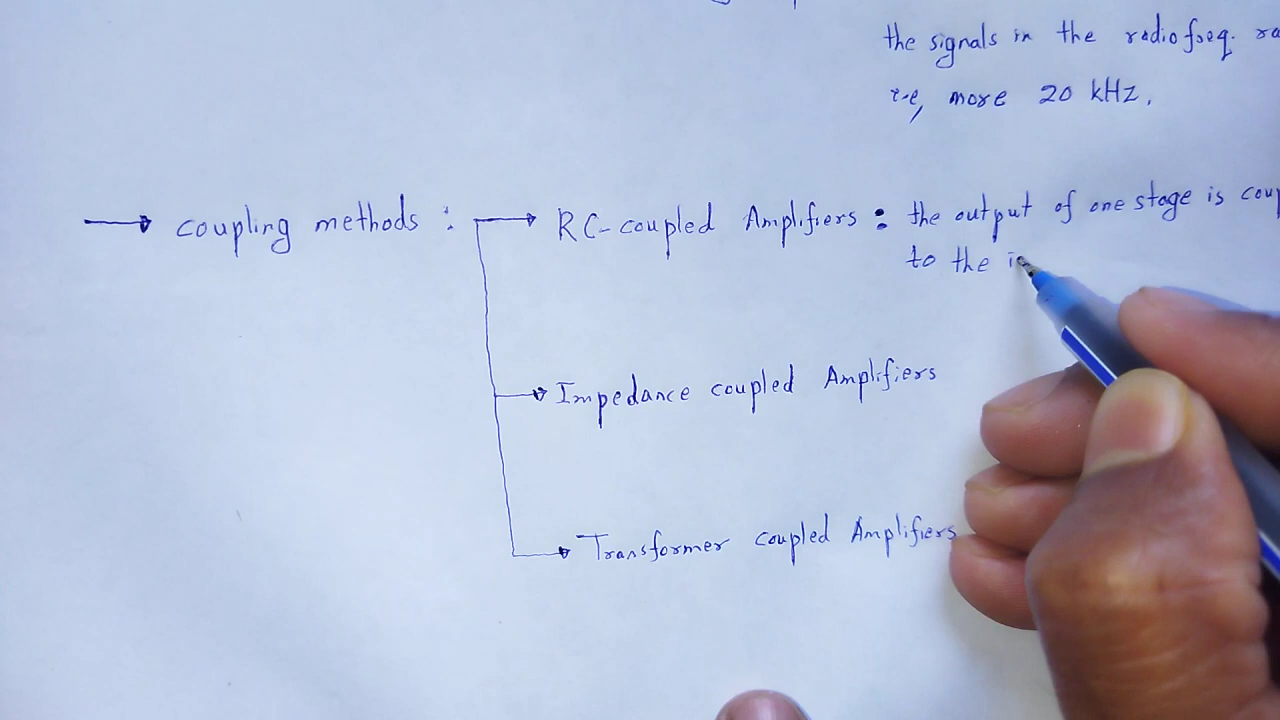 the signals in the radio freq.
i.e, more 20 kHz.
coupling methods :
RC-coupled Amplifiers : the output of one stage is coup
to the i
Impedance coupled Amplifiers
Transformer coupled Amplifiers